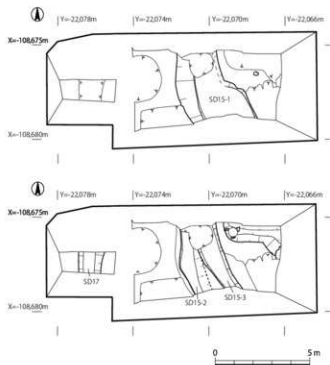 Y=-22,078m Y=-22,074m Y=-22,070m Y=-22,066m
X=-108,675m
SD15-1
X=-108,680m
Y=-22,078m Y=-22,074m Y=-22,070m Y=-22,066m
X=-108,675m
SD17
SD15-2
SD15-3
X=-108,680m
0 5 m